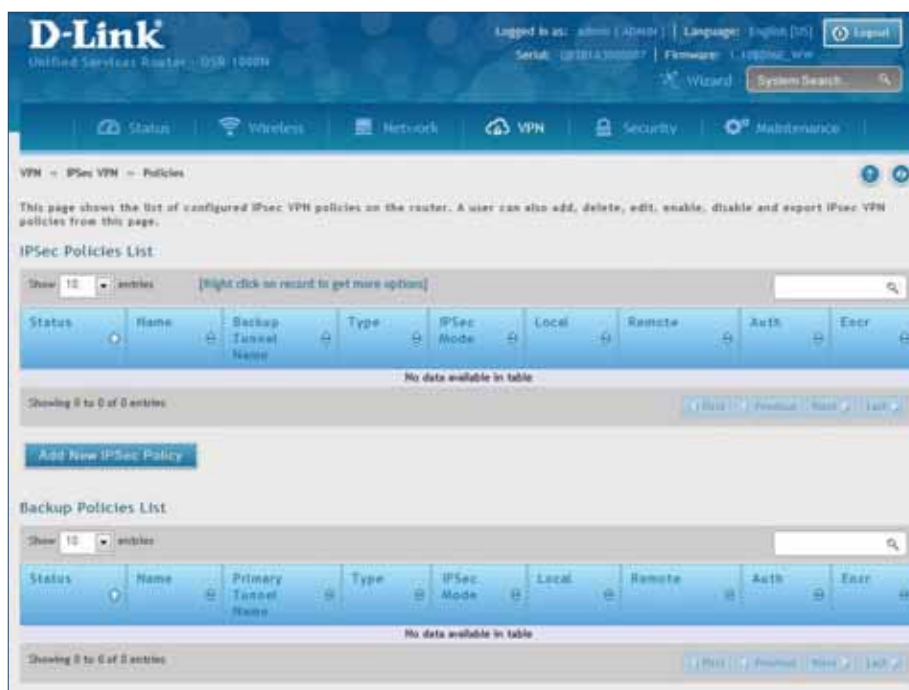 D-Link
Unified Services Router - DSR-1000N
Logged in as: admin ( ADMIN ) | Language: English [US]
Logout
Serial: | Firmware:
Wizard
System Search...
Status
Wireless
Network
VPN
Security
Maintenance
VPN » IPSec VPN » Policies
This page shows the list of configured IPsec VPN policies on the router. A user can also add, delete, edit, enable, disable and export IPsec VPN
policies from this page.
IPSec Policies List
Show 10 entries
[Right click on record to get more options]
Status Name Backup Tunnel Name Type IPSec Mode Local Remote Auth Encr
No data available in table
Showing 0 to 0 of 0 entries
First Previous Next Last
Add New IPSec Policy
Backup Policies List
Show 10 entries
Status Name Primary Tunnel Name Type IPSec Mode Local Remote Auth Encr
No data available in table
Showing 0 to 0 of 0 entries
First Previous Next Last